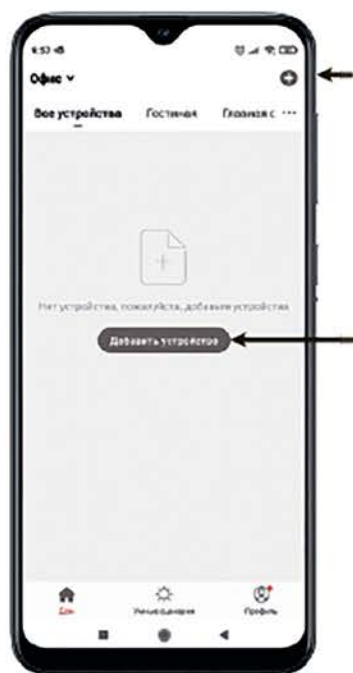 9:53
Офис
Все устройства Гостиная Главная с ...
Нет устройства, пожалуйста, добавьте устройства
Добавить устройство
Дом Умные сценарии Профиль